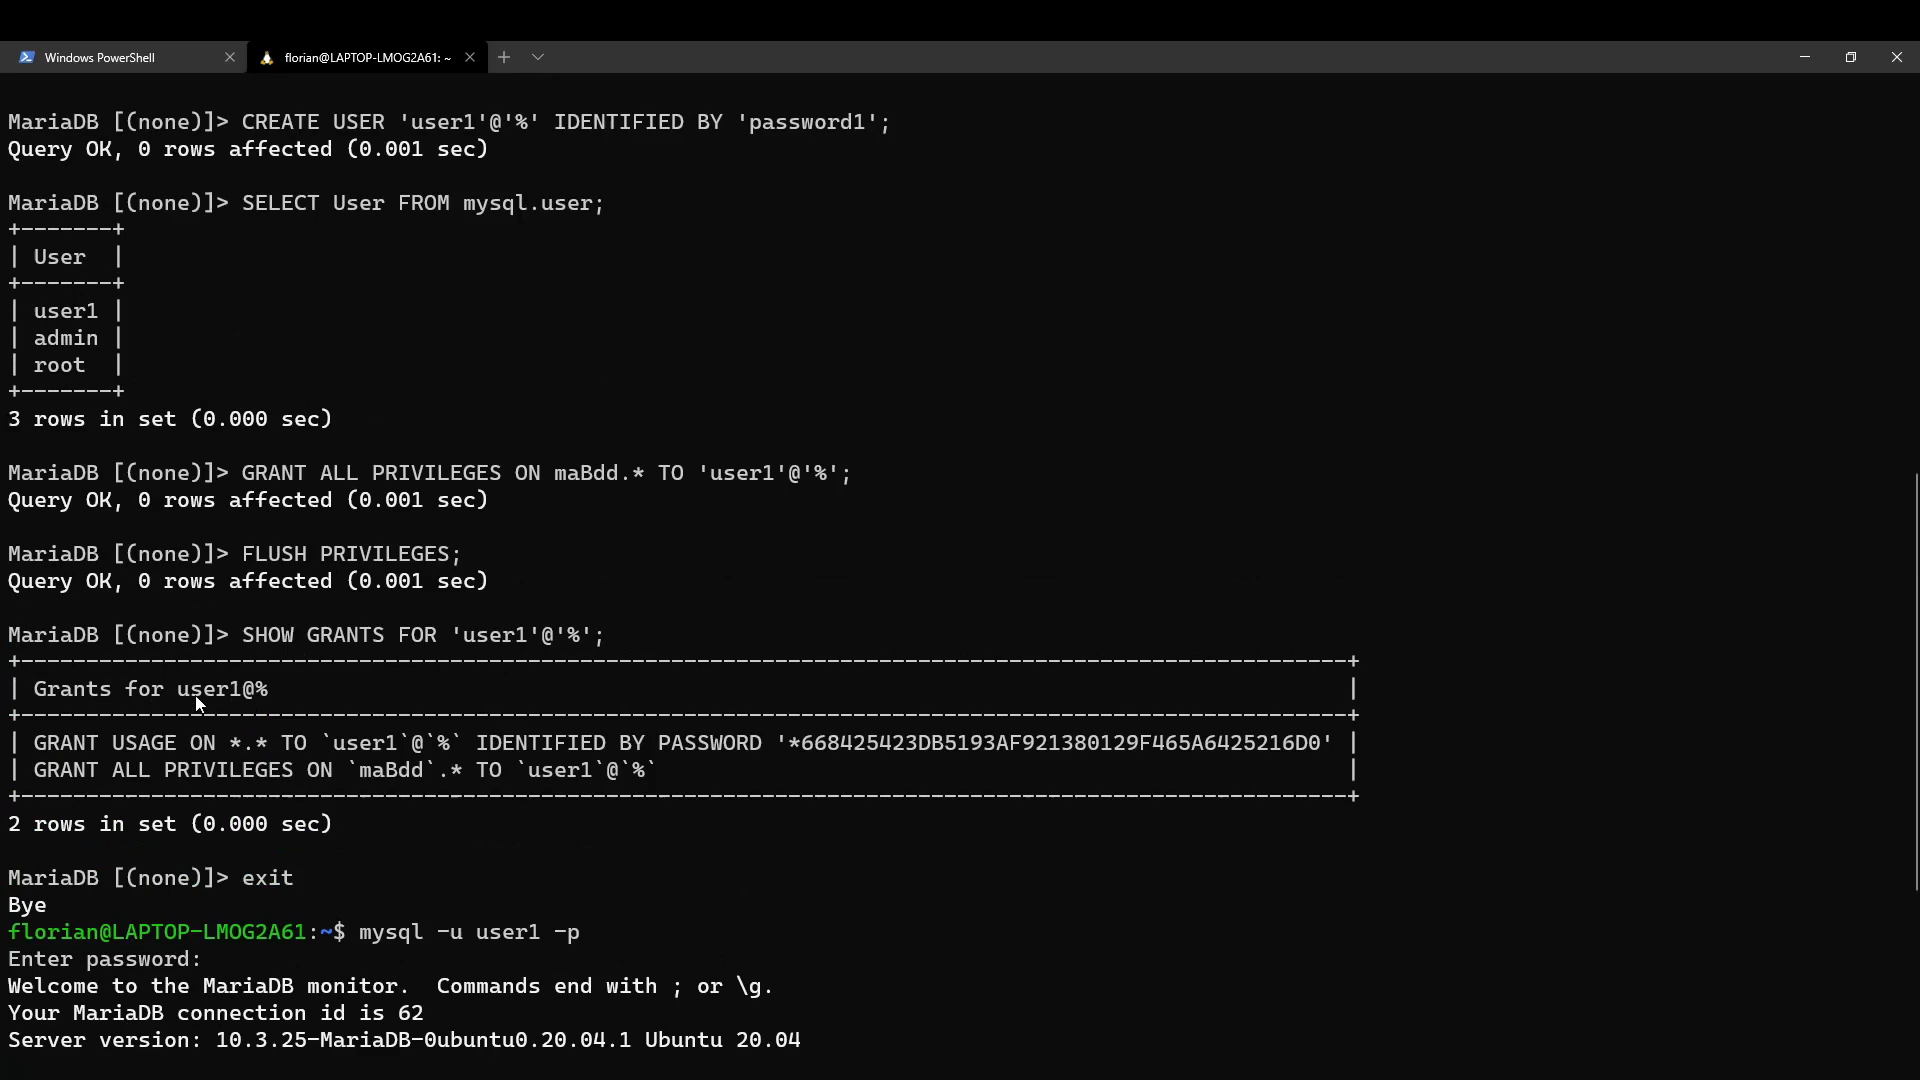 Windows PowerShell
florian@LAPTOP-LMOG2A61: ~
MariaDB [(none)]> CREATE USER 'user1'@'%' IDENTIFIED BY 'password1';
Query OK, 0 rows affected (0.001 sec)
MariaDB [(none)]> SELECT User FROM mysql.user;
+-------+
| User  |
+-------+
| user1 |
| admin |
| root  |
+-------+
3 rows in set (0.000 sec)
MariaDB [(none)]> GRANT ALL PRIVILEGES ON maBdd.* TO 'user1'@'%';
Query OK, 0 rows affected (0.001 sec)
MariaDB [(none)]> FLUSH PRIVILEGES;
Query OK, 0 rows affected (0.001 sec)
MariaDB [(none)]> SHOW GRANTS FOR 'user1'@'%';
+-------------------------------------------------------------------------------------------------------+
| Grants for user1@%                                                                                    |
+-------------------------------------------------------------------------------------------------------+
| GRANT USAGE ON *.* TO `user1`@`%` IDENTIFIED BY PASSWORD '*668425423DB5193AF921380129F465A6425216D0' |
| GRANT ALL PRIVILEGES ON `maBdd`.* TO `user1`@`%`                                                      |
+-------------------------------------------------------------------------------------------------------+
2 rows in set (0.000 sec)
MariaDB [(none)]> exit
Bye
florian@LAPTOP-LMOG2A61:~$ mysql -u user1 -p
Enter password:
Welcome to the MariaDB monitor.  Commands end with ; or \g.
Your MariaDB connection id is 62
Server version: 10.3.25-MariaDB-0ubuntu0.20.04.1 Ubuntu 20.04